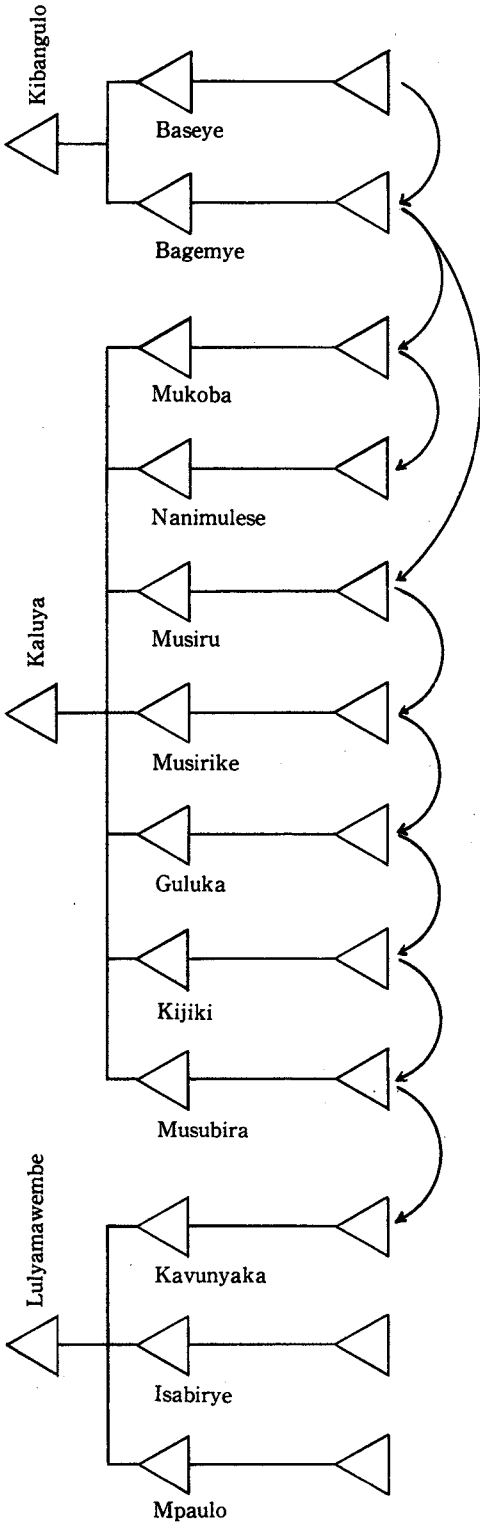 Kibangulo
Baseye
Bagemye
Kaluya
Mukoba
Nanimulese
Musiru
Musirike
Guluka
Kijiki
Musubira
Lulyamawembe
Kavunyaka
Isabirye
Mpaulo